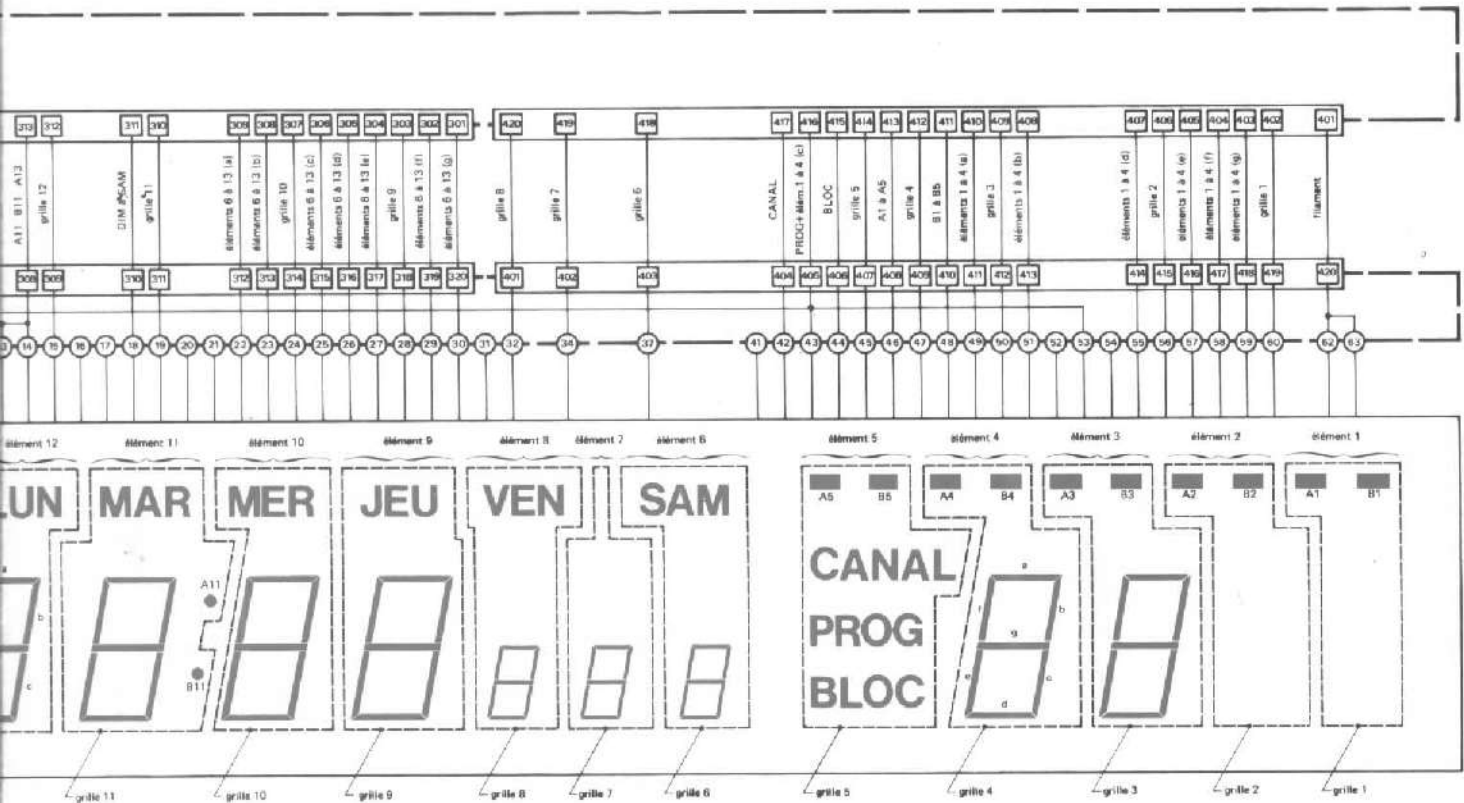 313 312 311 310 309 308 307 306 305 304 303 302 301 420 419 418 417 416 415 414 413 412 411 410 409 408 407 406 405 404 403 402 401
A11 B11 A13
grille 12
DIM à SAM
grille 11
éléments 6 à 13 (a)
éléments 6 à 13 (b)
grille 10
éléments 6 à 13 (c)
éléments 6 à 13 (d)
éléments 6 à 13 (e)
grille 9
éléments 6 à 13 (f)
éléments 6 à 13 (g)
grille 8
grille 7
grille 6
CANAL
PROG+élém.1 à 4 (c)
BLOC
grille 5
A1 à A5
grille 4
B1 à B5
éléments 1 à 4 (a)
grille 3
éléments 1 à 4 (b)
éléments 1 à 4 (d)
grille 2
éléments 1 à 4 (e)
éléments 1 à 4 (f)
éléments 1 à 4 (g)
grille 1
filament
308 309 310 311 312 313 314 315 316 317 318 319 320 401 402 403 404 405 406 407 408 409 410 411 412 413 414 415 416 417 418 419 420
14 15 16 17 18 19 20 21 22 23 24 25 26 27 28 29 30 31 32 34 37 41 42 43 44 45 46 47 48 49 50 51 52 53 54 55 56 57 58 59 60 62 63
élément 12 élément 11 élément 10 élément 9 élément 8 élément 7 élément 6 élément 5 élément 4 élément 3 élément 2 élément 1
LUN MAR MER JEU VEN SAM
A5 B5 A4 B4 A3 B3 A2 B2 A1 B1
CANAL
PROG
BLOC
a
b
c
A11
B11
a
f
b
g
e
c
d
grille 11 grille 10 grille 9 grille 8 grille 7 grille 6 grille 5 grille 4 grille 3 grille 2 grille 1